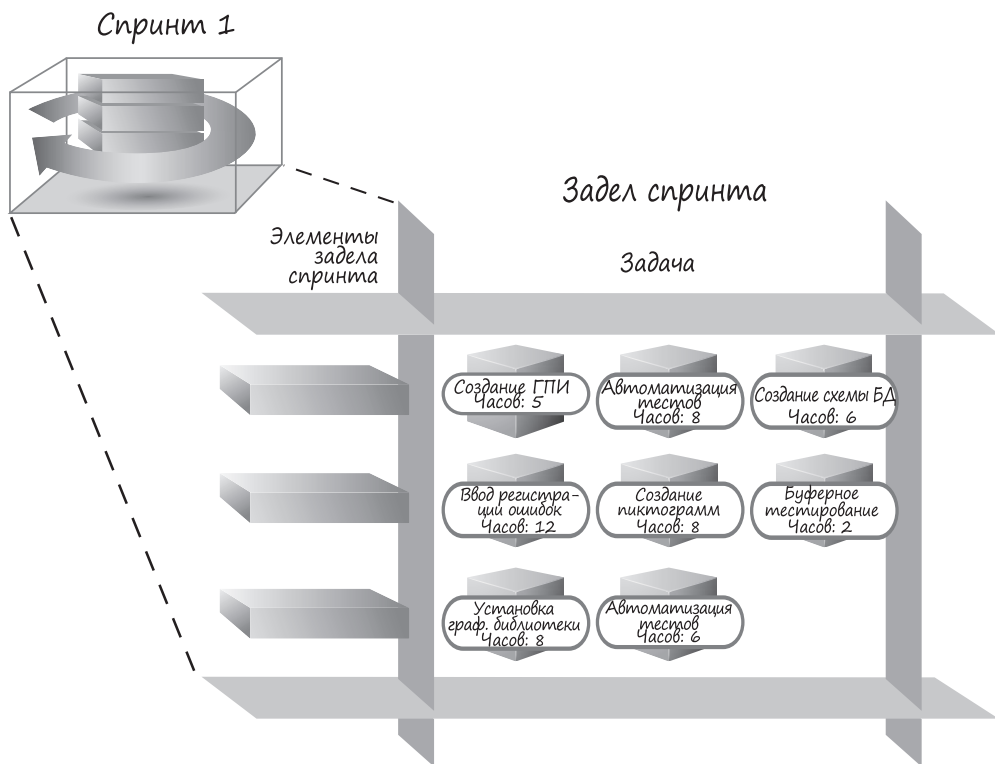 Спринт 1
Задел спринта
Элементы
задела
спринта
Задача
Создание ГПИ
Часов: 5
Автоматизация
тестов
Часов: 8
Создание схемы БД
Часов: 6
Ввод регистра-
ции ошибок
Часов: 12
Создание
пиктограмм
Часов: 8
Буферное
тестирование
Часов: 2
Установка
граф. библиотеки
Часов: 8
Автоматизация
тестов
Часов: 6